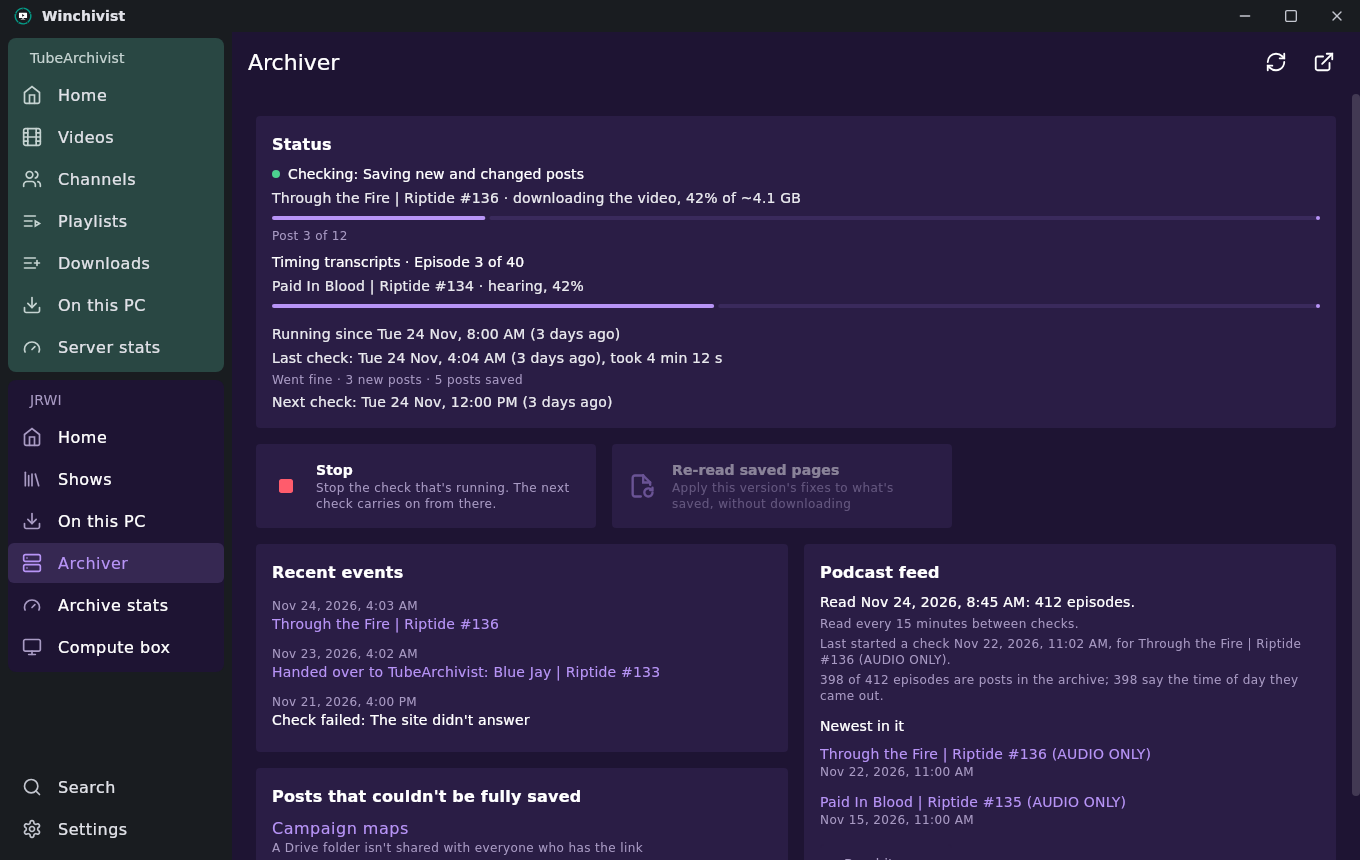 Winchivist
TubeArchivist
Home
Videos
Channels
Playlists
Downloads
On this PC
Server stats
JRWI
Home
Shows
On this PC
Archiver
Archive stats
Compute box
Search
Settings
Archiver
Status
Checking: Saving new and changed posts
Through the Fire | Riptide #136 · downloading the video, 42% of ~4.1 GB
Post 3 of 12
Timing transcripts · Episode 3 of 40
Paid In Blood | Riptide #134 · hearing, 42%
Running since Tue 24 Nov, 8:00 AM (3 days ago)
Last check: Tue 24 Nov, 4:04 AM (3 days ago), took 4 min 12 s
Went fine · 3 new posts · 5 posts saved
Next check: Tue 24 Nov, 12:00 PM (3 days ago)
Stop
Stop the check that's running. The next
check carries on from there.
Re-read saved pages
Apply this version's fixes to what's
saved, without downloading
Recent events
Nov 24, 2026, 4:03 AM
Through the Fire | Riptide #136
Nov 23, 2026, 4:02 AM
Handed over to TubeArchivist: Blue Jay | Riptide #133
Nov 21, 2026, 4:00 PM
Check failed: The site didn't answer
Posts that couldn't be fully saved
Campaign maps
A Drive folder isn't shared with everyone who has the link
Podcast feed
Read Nov 24, 2026, 8:45 AM: 412 episodes.
Read every 15 minutes between checks.
Last started a check Nov 22, 2026, 11:02 AM, for Through the Fire | Riptide
#136 (AUDIO ONLY).
398 of 412 episodes are posts in the archive; 398 say the time of day they
came out.
Newest in it
Through the Fire | Riptide #136 (AUDIO ONLY)
Nov 22, 2026, 11:00 AM
Paid In Blood | Riptide #135 (AUDIO ONLY)
Nov 15, 2026, 11:00 AM